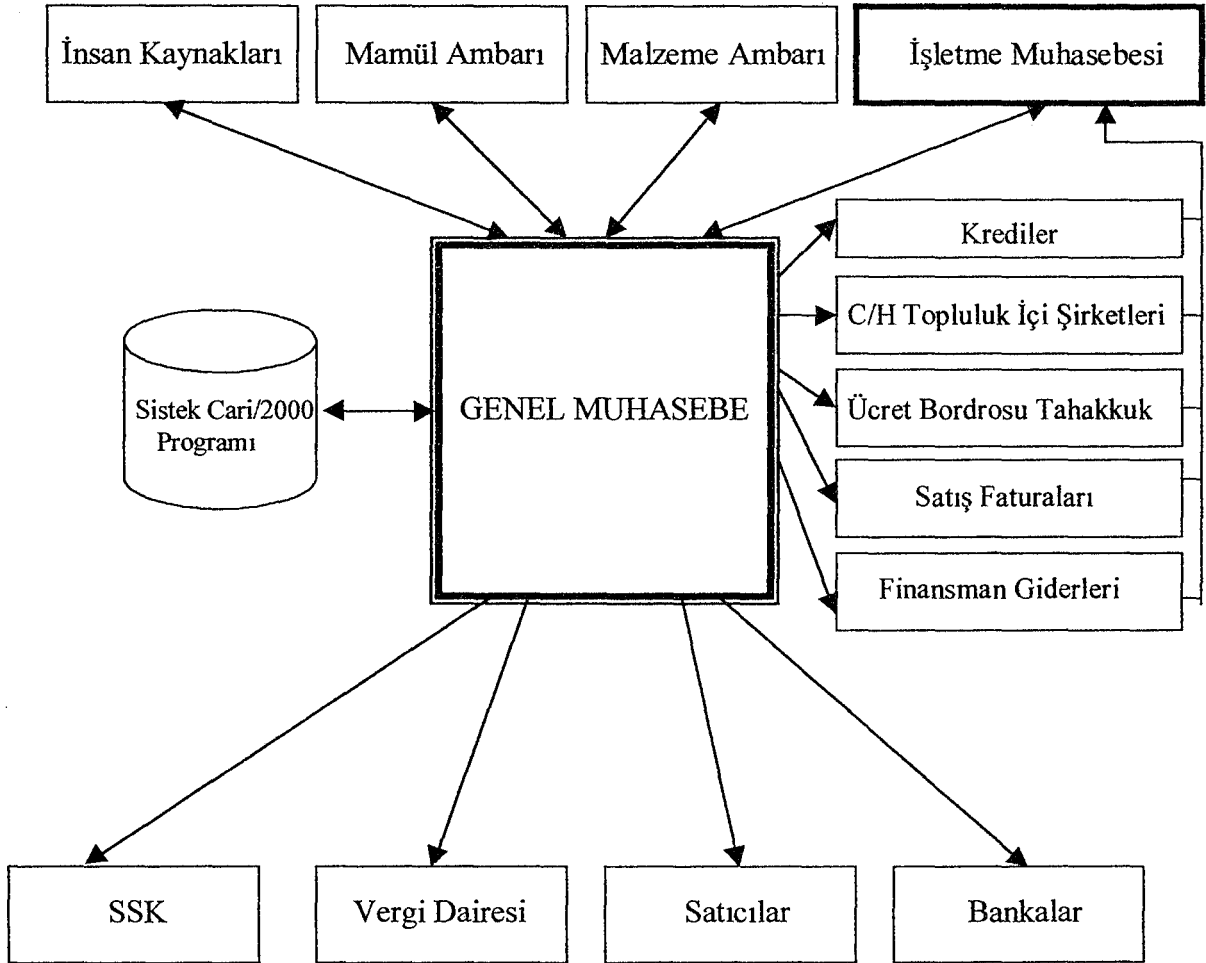 İnsan Kaynakları
Mamül Ambarı
Malzeme Ambarı
İşletme Muhasebesi
Krediler
C/H Topluluk İçi Şirketleri
Sistek Cari/2000
Programı
GENEL MUHASEBE
Ücret Bordrosu Tahakkuk
Satış Faturaları
Finansman Giderleri
SSK
Vergi Dairesi
Satıcılar
Bankalar